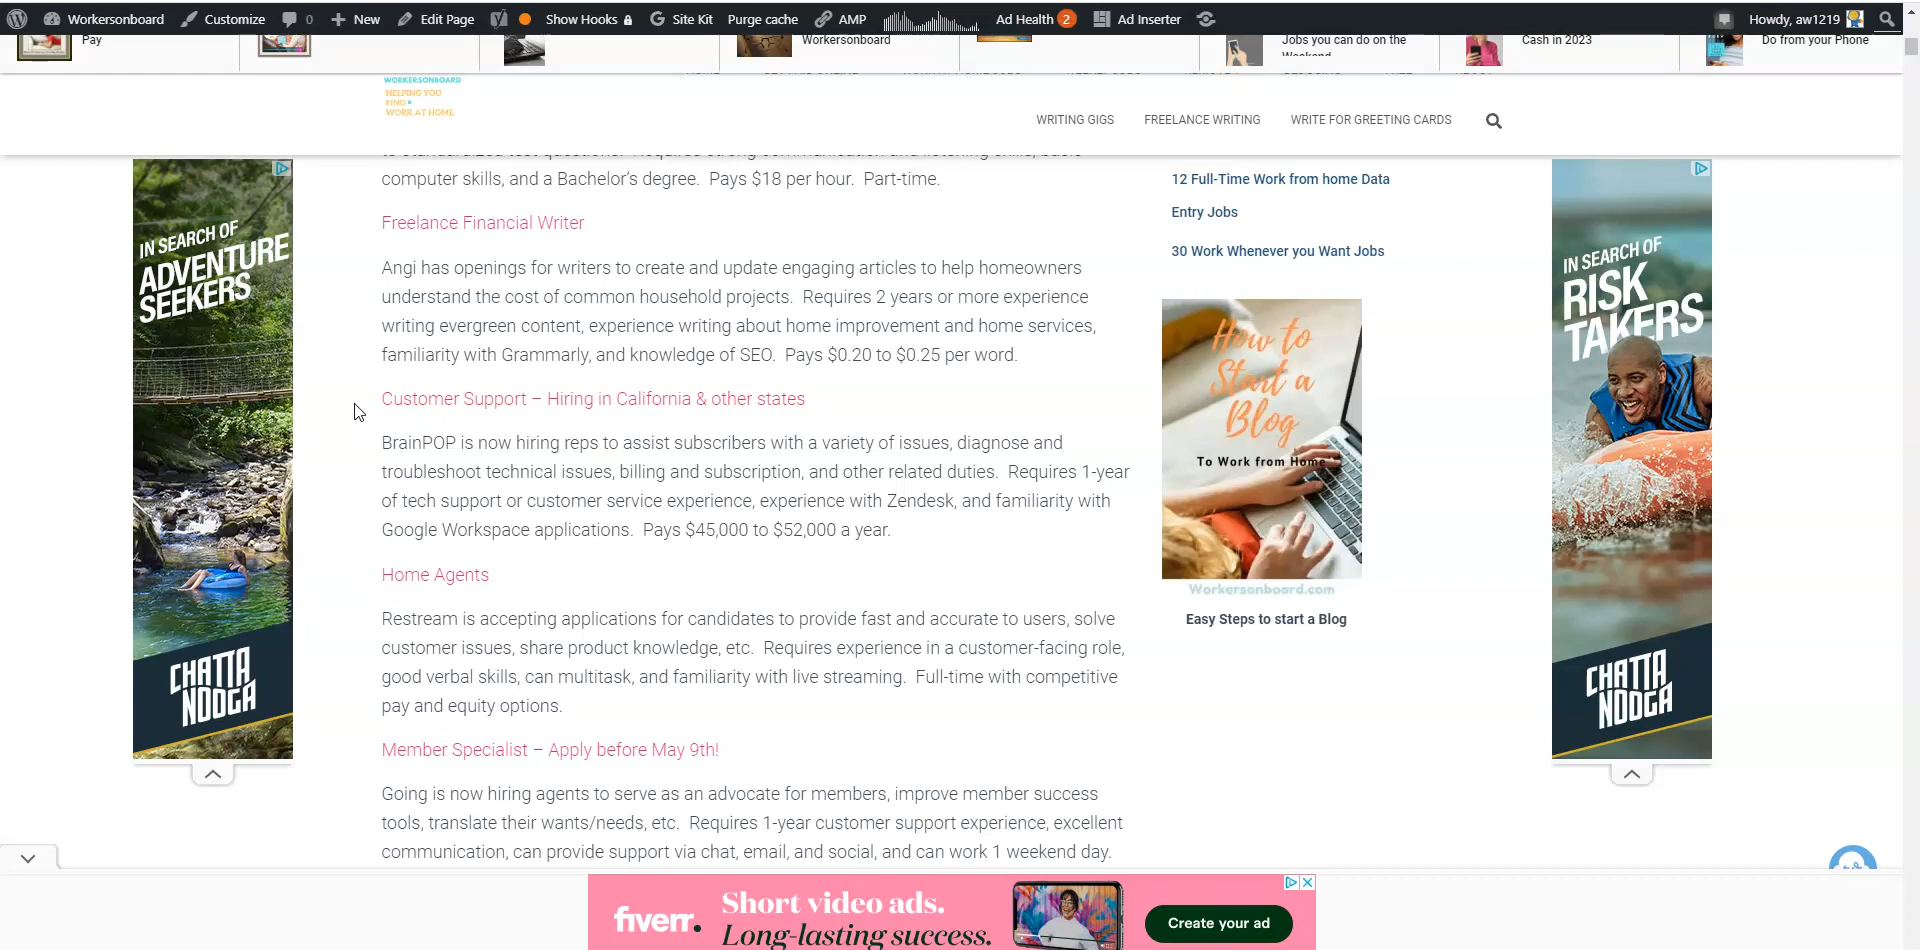 Workersonboard Customize 0 New Edit Page Show Hooks Site Kit Purge cache AMP Ad Health 2 Ad Inserter Howdy, aw1219
Pay
Workersonboard
Jobs you can do on the
Weekend
Cash in 2023
Do from your Phone
WORKERSONBOARD
HELPING YOU
FIND
WORK AT HOME
WRITING GIGS FREELANCE WRITING WRITE FOR GREETING CARDS
to standardized test questions. Requires strong communication and listening skills, basic
computer skills, and a Bachelor’s degree. Pays $18 per hour. Part-time.
Freelance Financial Writer
Angi has openings for writers to create and update engaging articles to help homeowners
understand the cost of common household projects. Requires 2 years or more experience
writing evergreen content, experience writing about home improvement and home services,
familiarity with Grammarly, and knowledge of SEO. Pays $0.20 to $0.25 per word.
Customer Support – Hiring in California & other states
BrainPOP is now hiring reps to assist subscribers with a variety of issues, diagnose and
troubleshoot technical issues, billing and subscription, and other related duties. Requires 1-year
of tech support or customer service experience, experience with Zendesk, and familiarity with
Google Workspace applications. Pays $45,000 to $52,000 a year.
Home Agents
Restream is accepting applications for candidates to provide fast and accurate to users, solve
customer issues, share product knowledge, etc. Requires experience in a customer-facing role,
good verbal skills, can multitask, and familiarity with live streaming. Full-time with competitive
pay and equity options.
Member Specialist – Apply before May 9th!
Going is now hiring agents to serve as an advocate for members, improve member success
tools, translate their wants/needs, etc. Requires 1-year customer support experience, excellent
communication, can provide support via chat, email, and social, and can work 1 weekend day.
12 Full-Time Work from home Data
Entry Jobs
30 Work Whenever you Want Jobs
How to
Start a
Blog
To Work from Home
Workersanboard.com
Easy Steps to start a Blog
IN SEARCH OF
ADVENTURE
SEEKERS
CHATTA
NOOGA
IN SEARCH OF
RISK
TAKERS
CHATTA
NOOGA
fiverr.
Short video ads.
Long-lasting success.
Create your ad